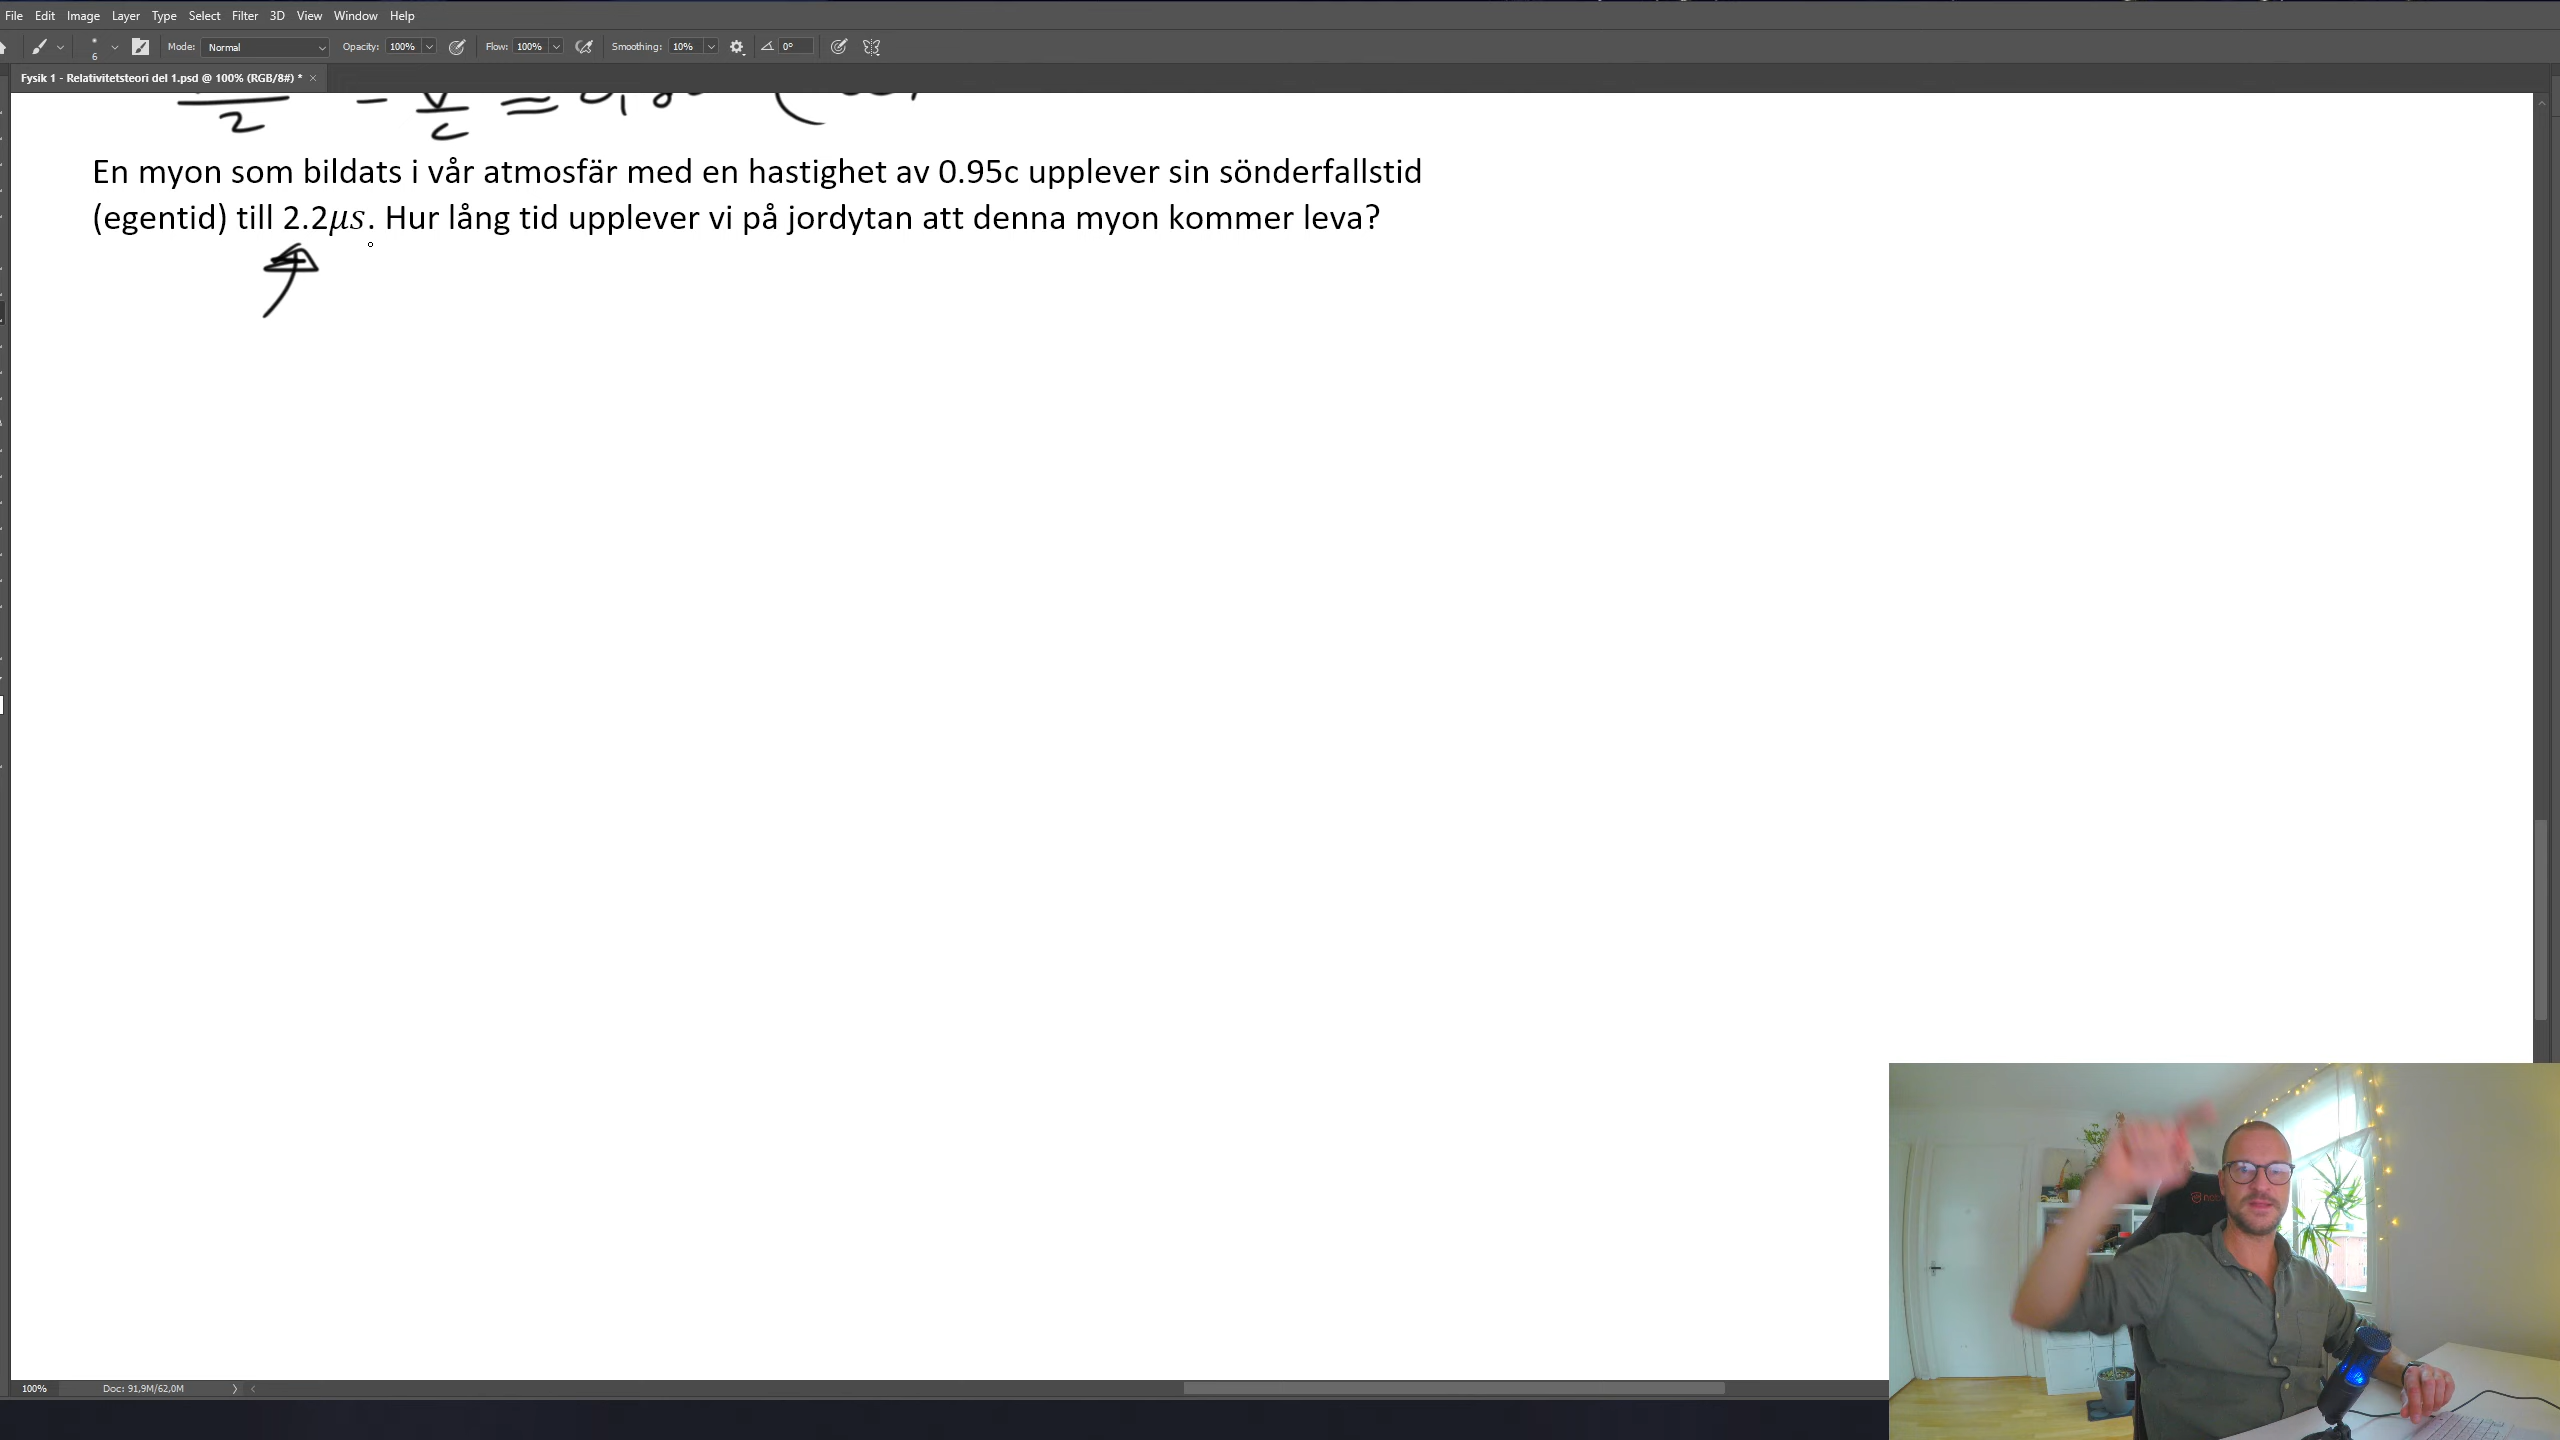 File Edit Image Layer Type Select Filter 3D View Window Help
6 Mode: Normal Opacity: 100% Flow: 100% Smoothing: 10% 0°
Fysik 1 - Relativitetsteori del 1.psd @ 100% (RGB/8#) * ×
2 = v/c ≈ 0,
En myon som bildats i vår atmosfär med en hastighet av 0.95c upplever sin sönderfallstid
(egentid) till 2.2μs. Hur lång tid upplever vi på jordytan att denna myon kommer leva?
100% Doc: 91,9M/62,0M